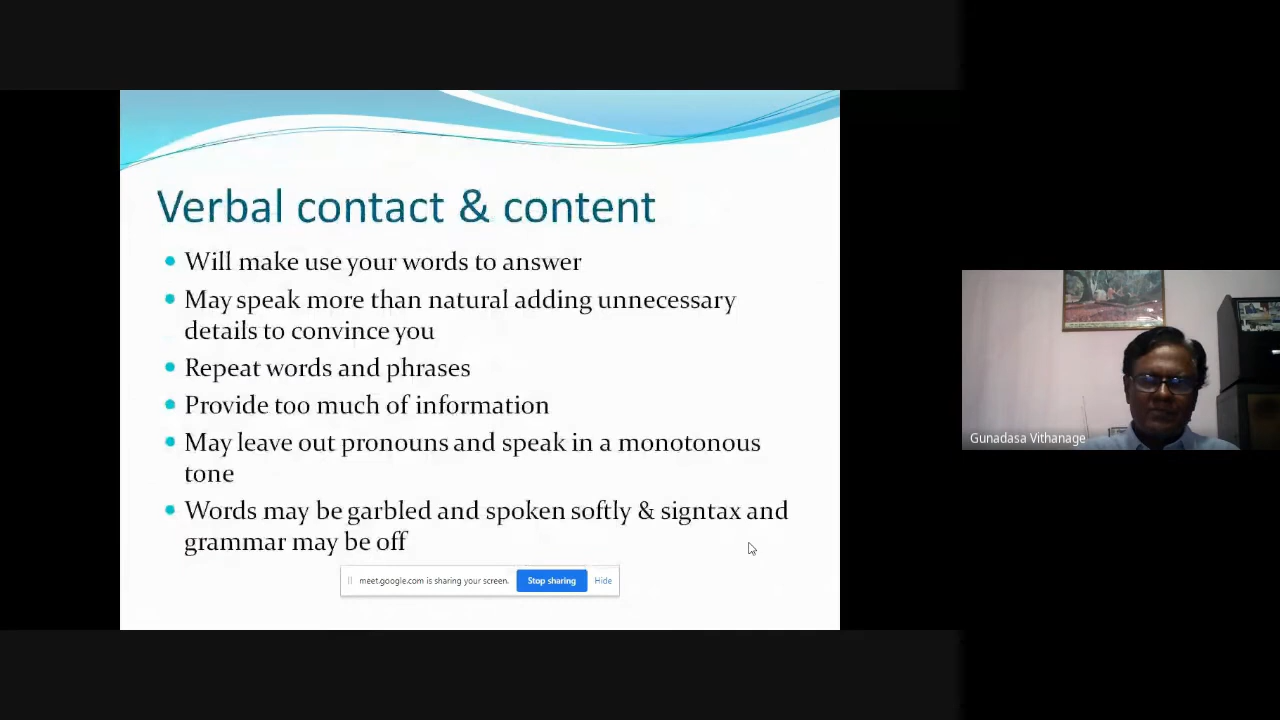 Verbal contact & content
Will make use your words to answer
May speak more than natural adding unnecessary
details to convince you
Repeat words and phrases
Provide too much of information
May leave out pronouns and speak in a monotonous
tone
Words may be garbled and spoken softly & signtax and
grammar may be off
meet.google.com is sharing your screen. Stop sharing Hide
Gunadasa Vithanage